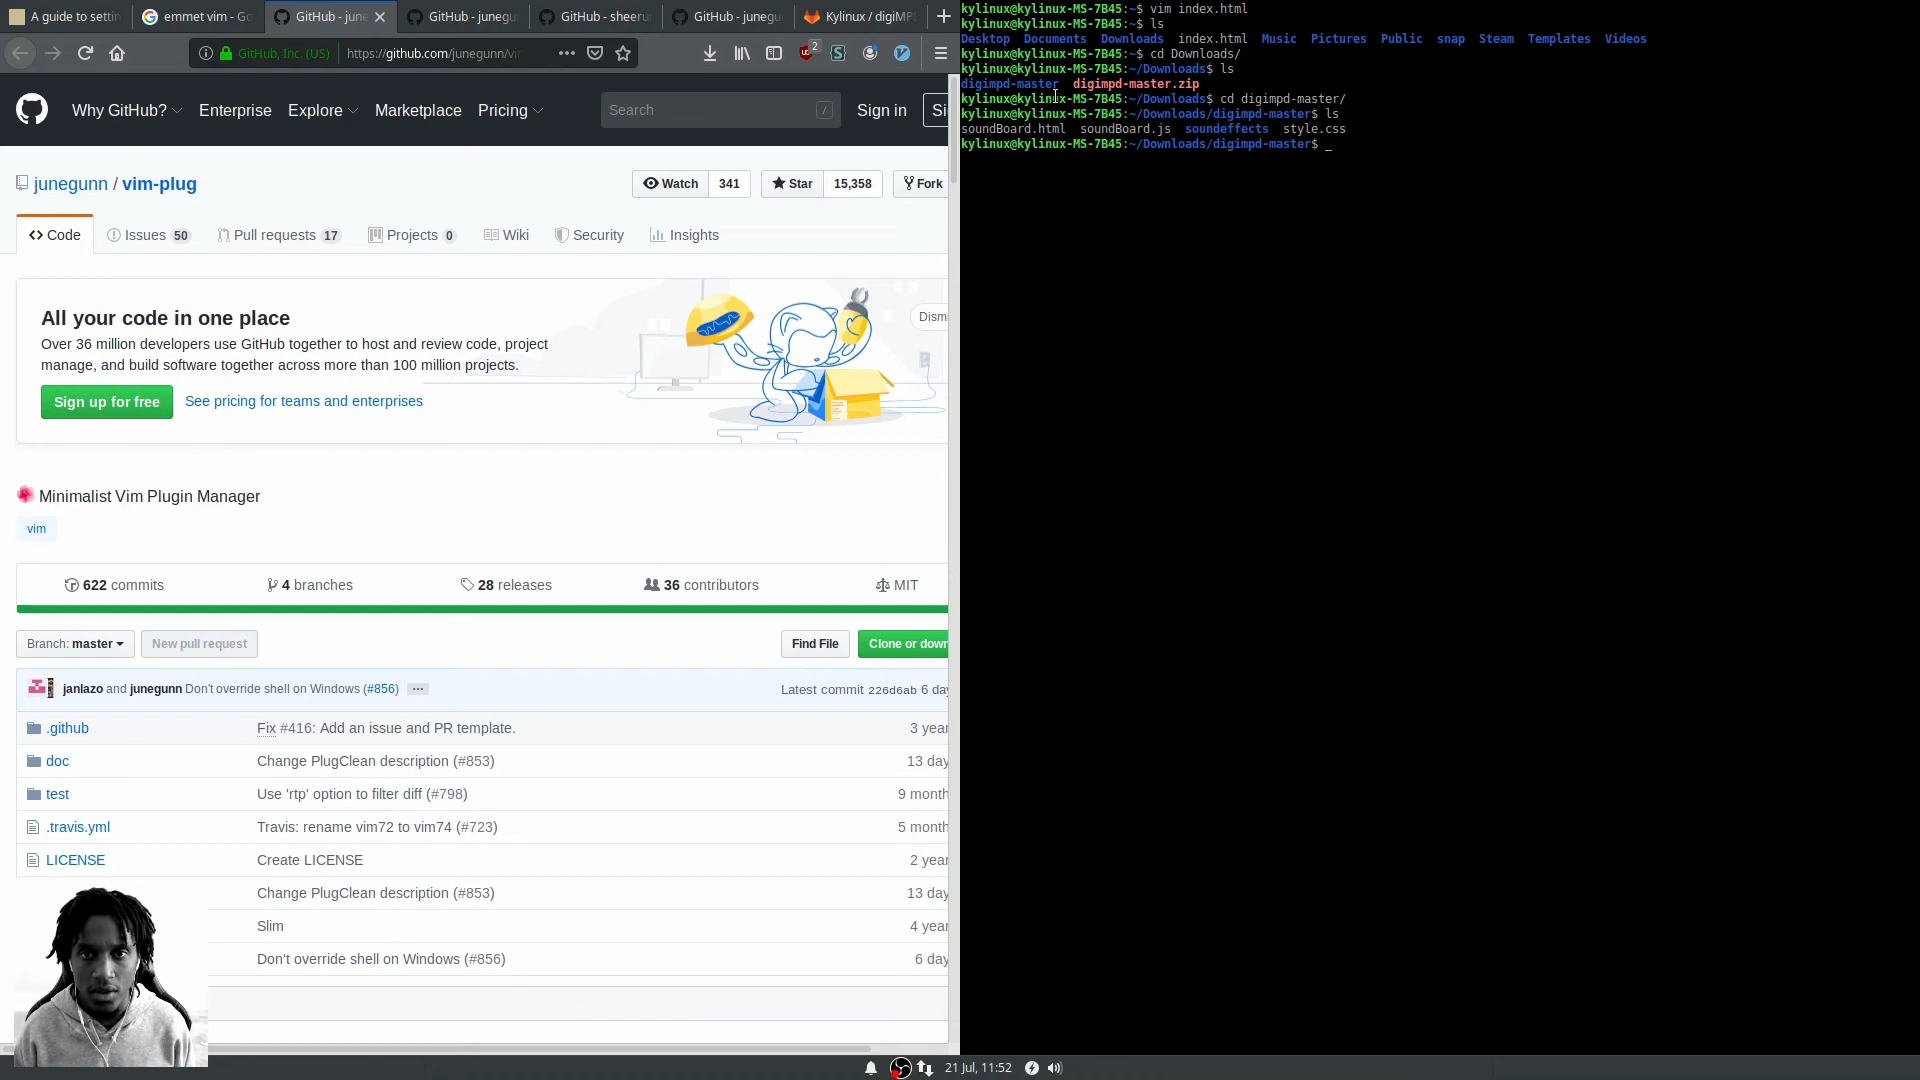 A guide to settin
emmet vim - Go
GitHub - june
GitHub - junegun
GitHub - sheerun
GitHub - junegu
Kylinux / digiMP
GitHub, Inc. (US)
https://github.com/junegunn/vim
2
Why GitHub?
Enterprise
Explore
Marketplace
Pricing
Search
/
Sign in
Si
junegunn / vim-plug
Watch
341
Star
15,358
Fork
Code
Issues 50
Pull requests 17
Projects 0
Wiki
Security
Insights
All your code in one place
Over 36 million developers use GitHub together to host and review code, project
manage, and build software together across more than 100 million projects.
Sign up for free
See pricing for teams and enterprises
Dism
Minimalist Vim Plugin Manager
vim
622 commits
4 branches
28 releases
36 contributors
MIT
Branch: master
New pull request
Find File
Clone or down
janlazo and junegunn Don't override shell on Windows (#856)
Latest commit 226d6ab 6 day
.github
Fix #416: Add an issue and PR template.
3 year
doc
Change PlugClean description (#853)
13 day
test
Use 'rtp' option to filter diff (#798)
9 month
.travis.yml
Travis: rename vim72 to vim74 (#723)
5 month
LICENSE
Create LICENSE
2 year
Change PlugClean description (#853)
13 day
Slim
4 year
Don't override shell on Windows (#856)
6 day
kylinux@kylinux-MS-7B45:~$ vim index.html
kylinux@kylinux-MS-7B45:~$ ls
Desktop Documents Downloads index.html Music Pictures Public snap Steam Templates Videos
kylinux@kylinux-MS-7B45:~$ cd Downloads/
kylinux@kylinux-MS-7B45:~/Downloads$ ls
digimpd-master digimpd-master.zip
kylinux@kylinux-MS-7B45:~/Downloads$ cd digimpd-master/
kylinux@kylinux-MS-7B45:~/Downloads/digimpd-master$ ls
soundBoard.html soundBoard.js soundeffects style.css
kylinux@kylinux-MS-7B45:~/Downloads/digimpd-master$ _
21 Jul, 11:52